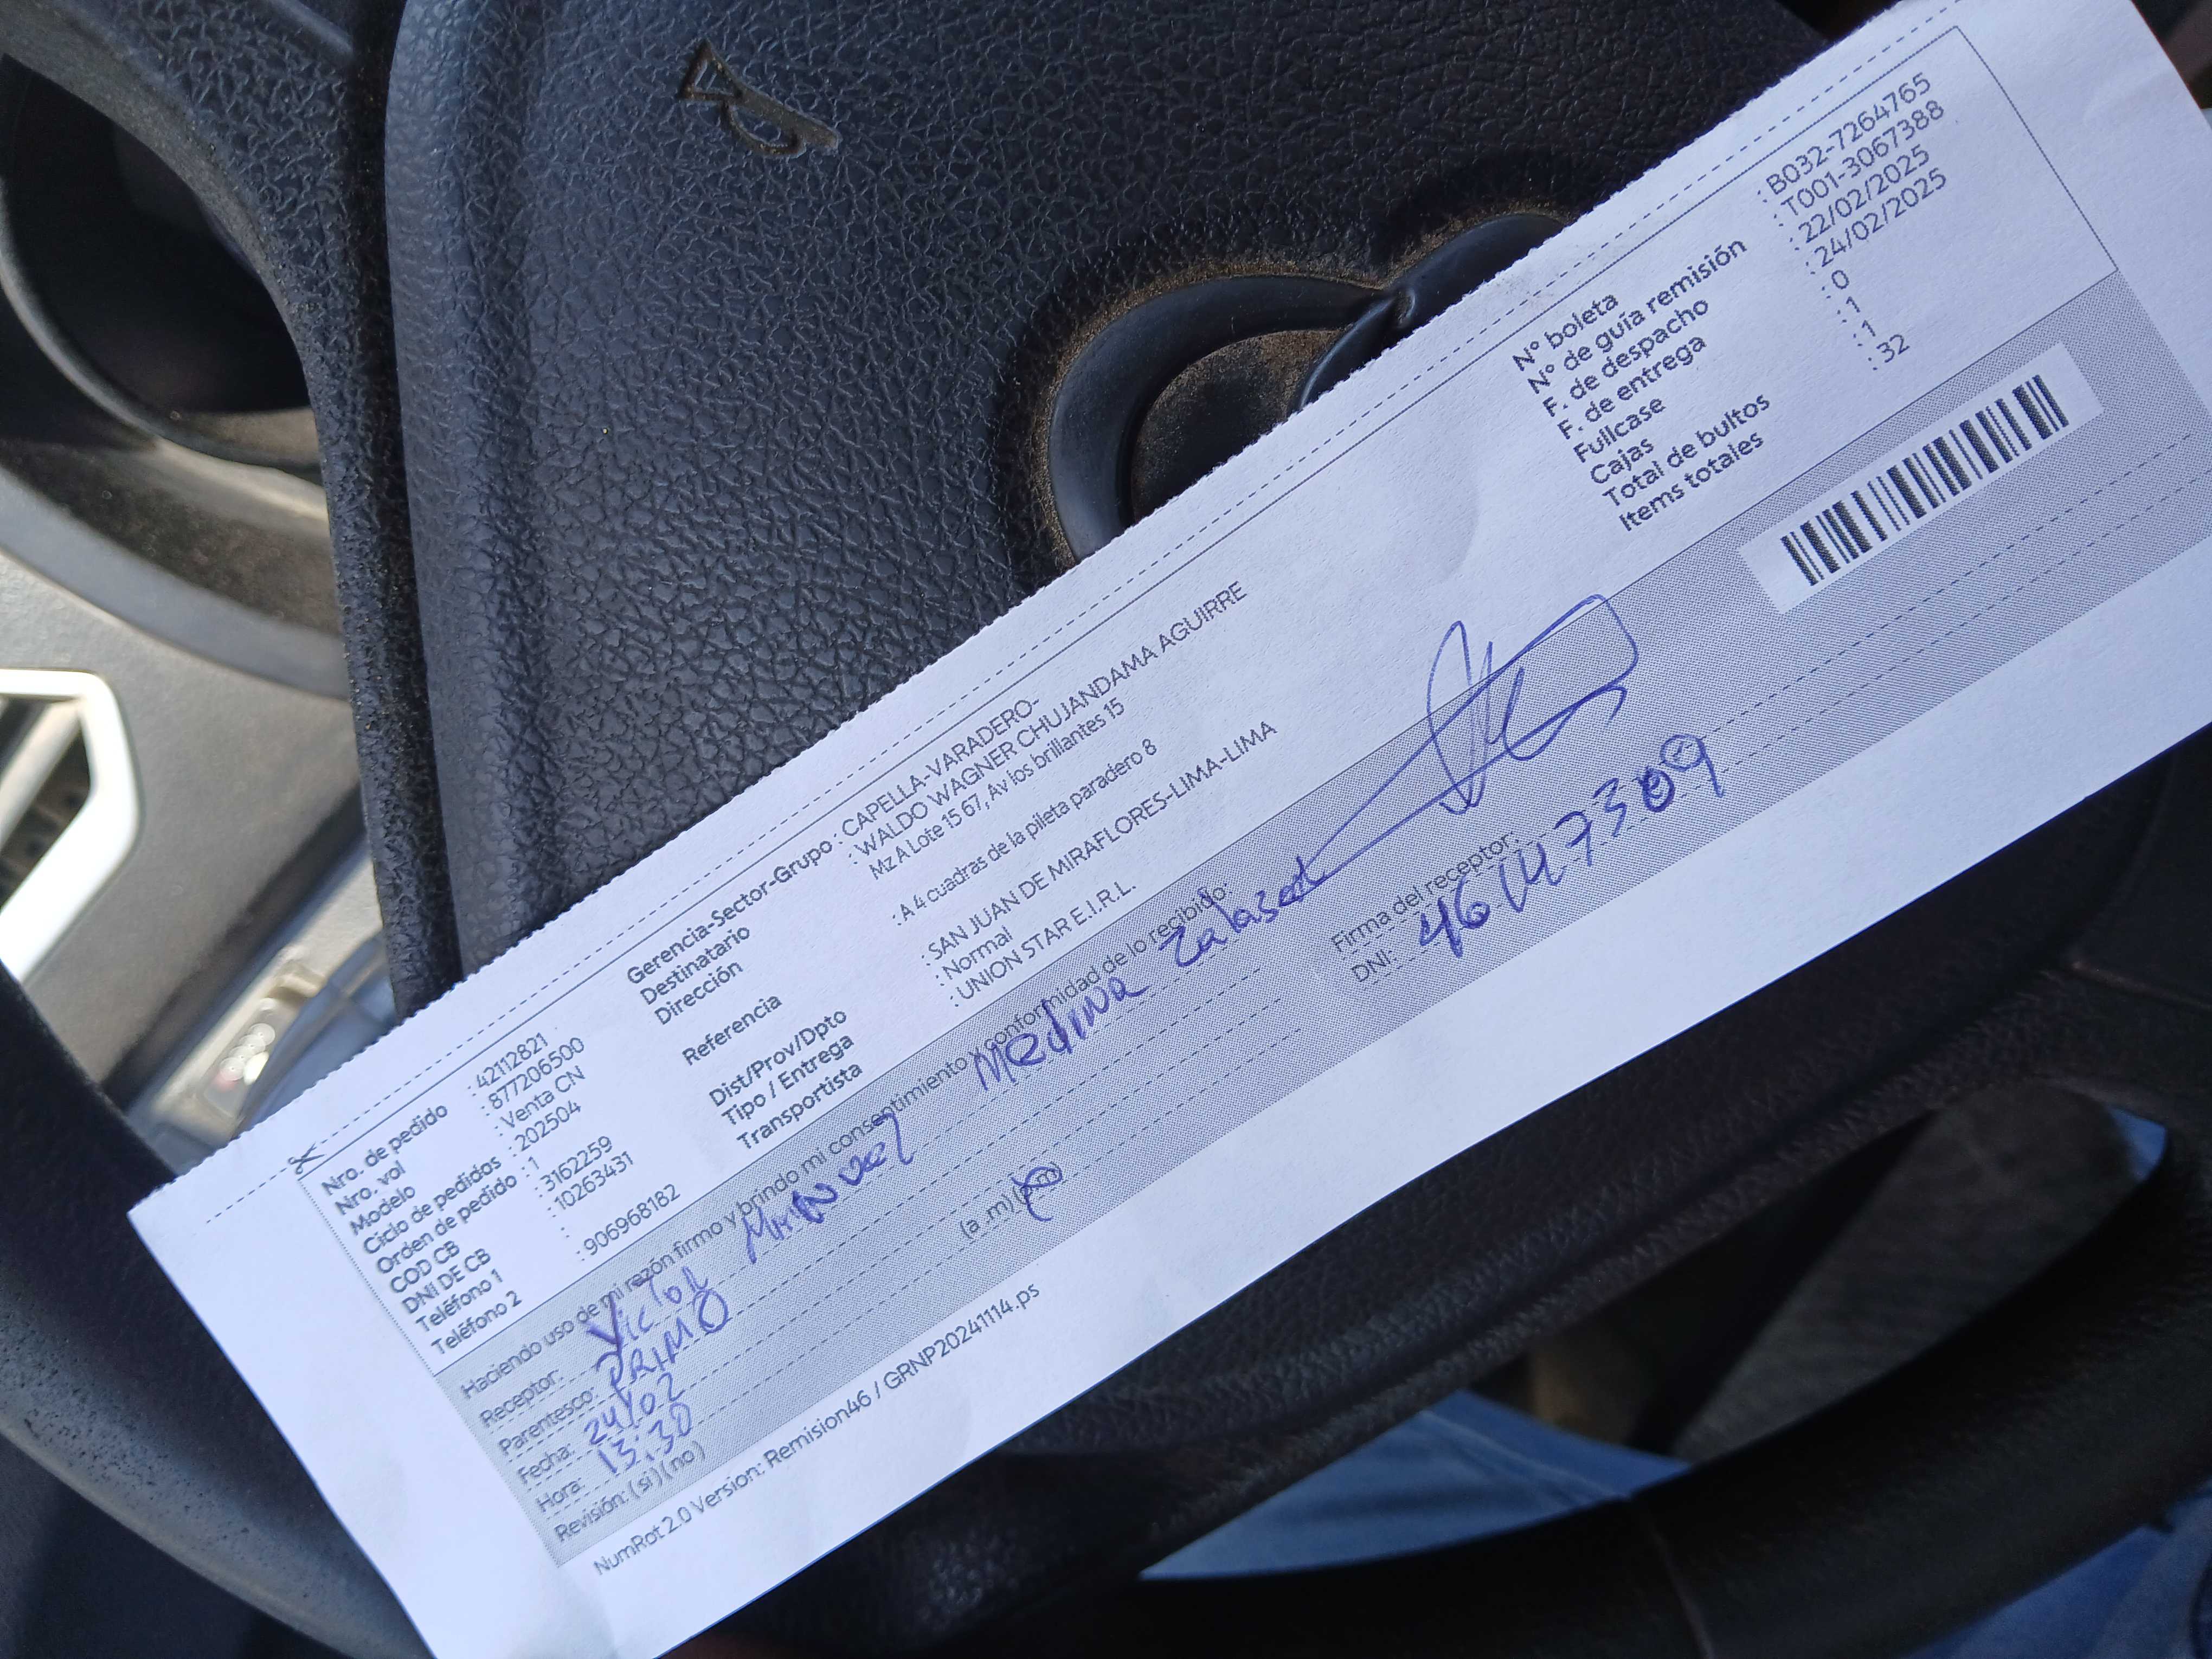 Nro. de pedido : 42112821
Nro. vol : 877206500
Modelo : Venta CN
Ciclo de pedidos : 202504
Orden de pedido : 1
COD CB : 3162259
DNI DE CB : 10263431
Teléfono 1 :
Teléfono 2 : 906968182
Gerencia-Sector-Grupo : CAPELLA-VARADERO-
Destinatario : WALDO WAGNER CHUJANDAMA AGUIRRE
Dirección Mz A Lote 15 67, Av los brillantes 15
Referencia : A 4 cuadras de la pileta paradero 8
Dist/Prov/Dpto : SAN JUAN DE MIRAFLORES-LIMA-LIMA
Tipo / Entrega : Normal
Transportista : UNION STAR E.I.R.L.
N° boleta : B032-7264765
N° de guía remisión : T001-3067388
F. de despacho : 22/02/2025
F. de entrega : 24/02/2025
Fullcase : 0
Cajas : 1
Total de bultos : 1
Items totales : 32
Haciendo uso de mi razón firmo y brindo mi consentimiento y conformidad de lo recibido:
Receptor: Victor Manuel Medina
Parentesco: PRIMO
Fecha: 24/02
Hora: 13:30 (a .m) (p.m)
Revisión: ( si ) ( no )
Firma del receptor:
DNI: 46147309
NumRot 2.0 Version: Remision46 / GRNP20241114.ps